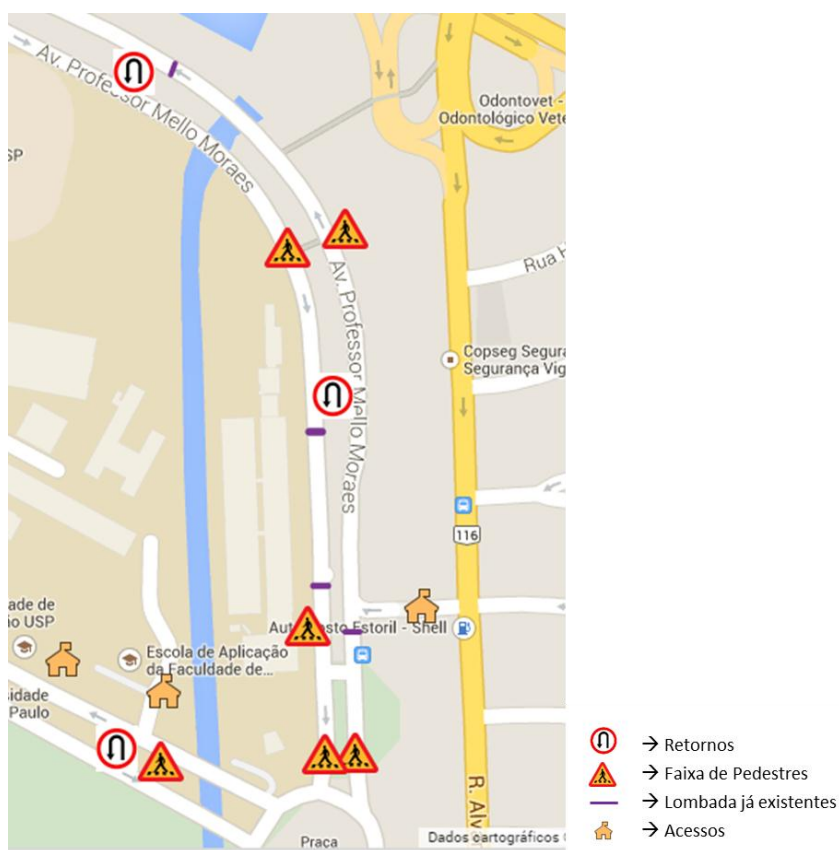 Av. Professor Mello Moraes
Odontovet -
Odontológico Vete
SP
Rua H
Av. Professor Mello Moraes
Copseg Segura
Segurança Vig
116
ade de
ão USP
Auto Posto Estoril - Shell
Escola de Aplicação
da Faculdade de...
sidade
Paulo
R. Alv
Praça
Dados cartográficos
→ Retornos
→ Faixa de Pedestres
→ Lombada já existentes
→ Acessos